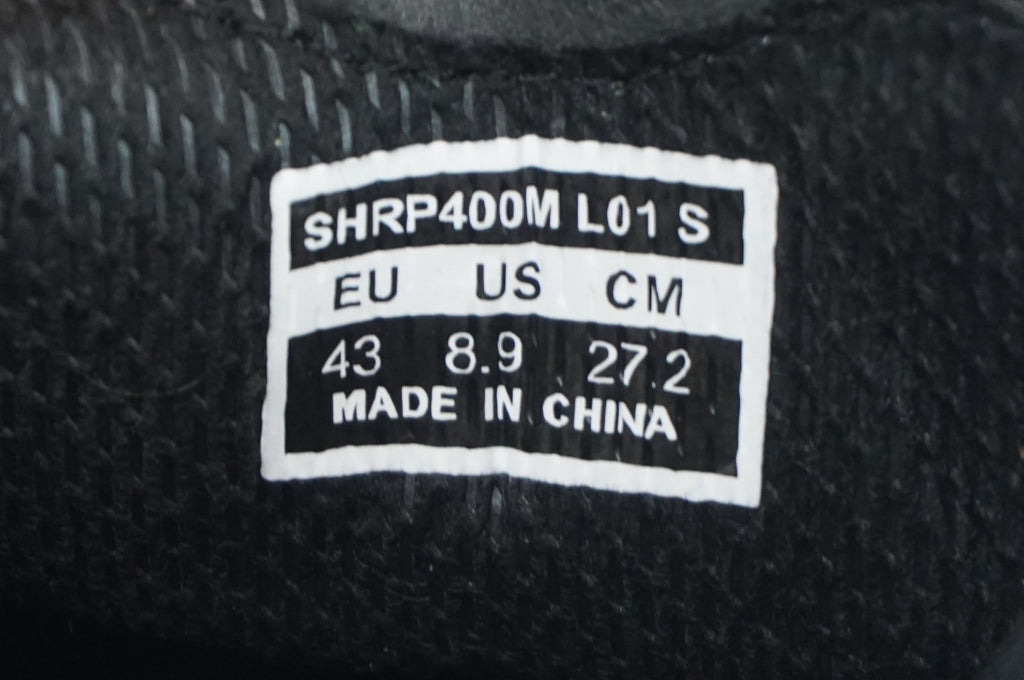 SHRP400M L01 S
EU US CM
43 8.9 27.2
MADE IN CHINA